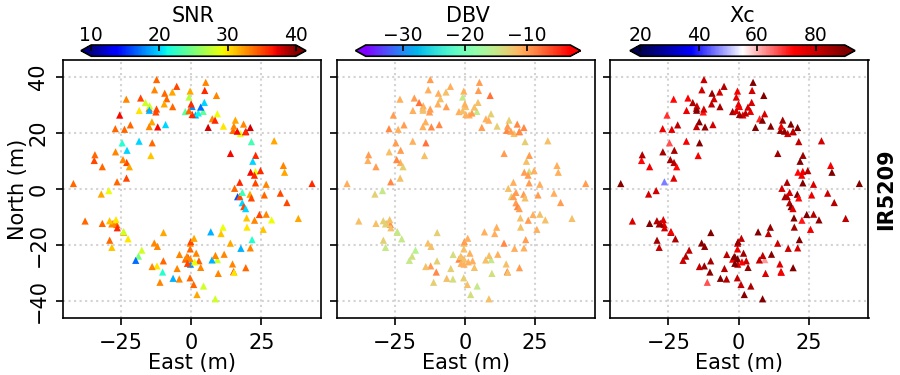 SNR
DBV
Xc
10 20 30 40
−30 −20 −10
20 40 60 80
40
20
0
−20
−40
North (m)
IR5209
−25 0 25
−25 0 25
−25 0 25
East (m)
East (m)
East (m)